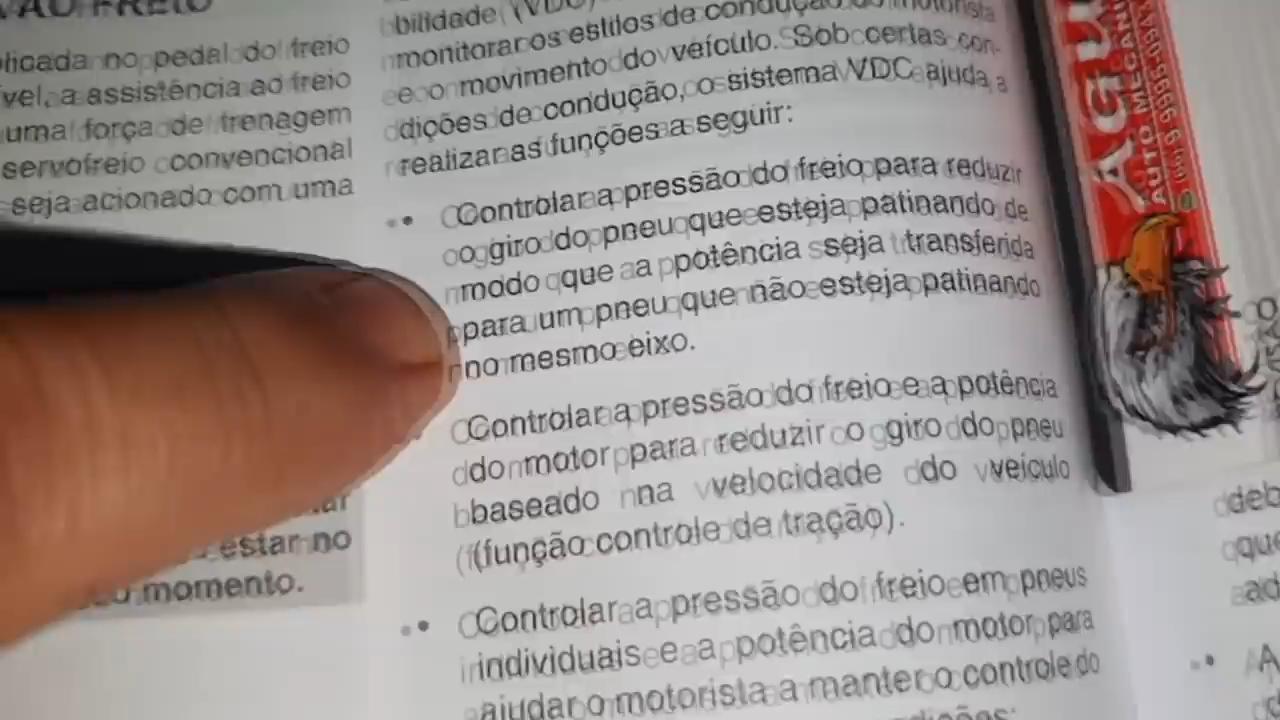 VÃO FREIO
licada no pedal do freio
vel, a assistência ao freio
uma força de frenagem
servofreio convencional
seja acionado com uma
estar no
momento.
bilidade (VDC)
monitorar os estilos de condução do motorista
e o movimento do veículo. Sob certas con-
dições de condução, o sistema VDC ajuda a
realizar as funções a seguir:
• Controlar a pressão do freio para reduzir
o giro do pneu que esteja patinando de
modo que a potência seja transferida
para um pneu que não esteja patinando
no mesmo eixo.
Controlar a pressão do freio e a potência
do motor para reduzir o giro do pneu
baseado na velocidade do veículo
(função controle de tração).
• Controlar a pressão do freio em pneus
individuais e a potência do motor para
ajudar o motorista a manter o controle do
AUTO
deb
que
ad
• A